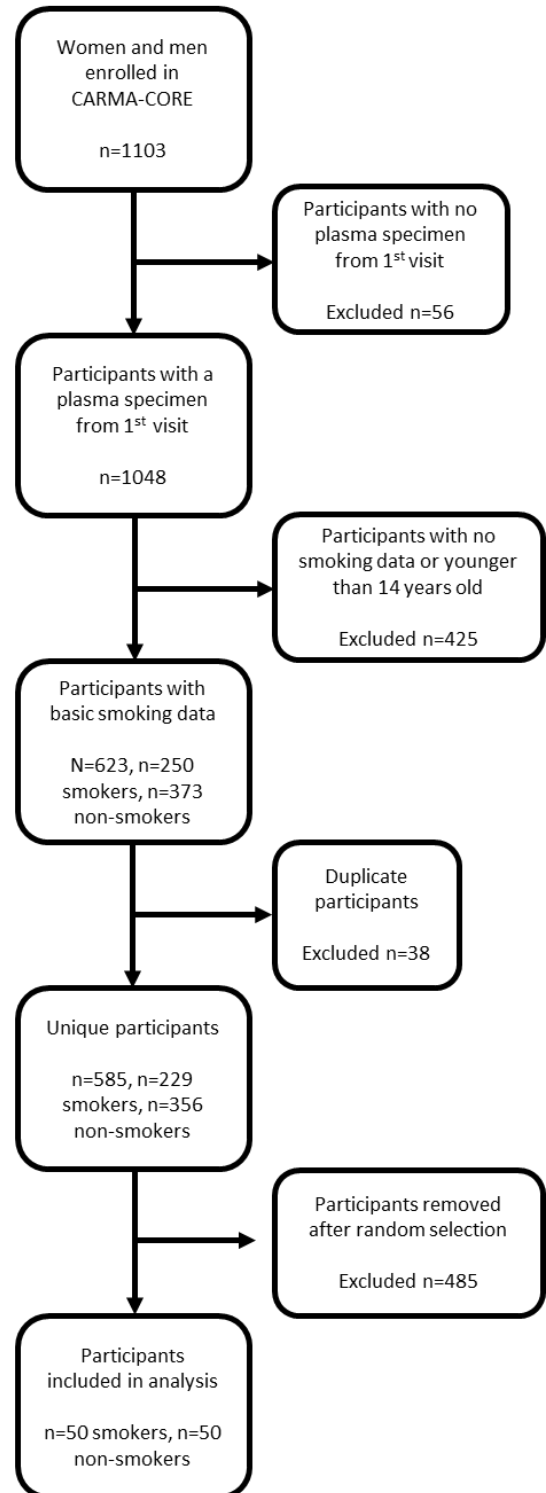 Women and men
enrolled in
CARMA-CORE
n=1103
Participants with no
plasma specimen
from 1st visit
Excluded n=56
Participants with a
plasma specimen
from 1st visit
n=1048
Participants with no
smoking data or younger
than 14 years old
Excluded n=425
Participants with
basic smoking data
N=623, n=250
smokers, n=373
non-smokers
Duplicate
participants
Excluded n=38
Unique participants
n=585, n=229
smokers, n=356
non-smokers
Participants removed
after random selection
Excluded n=485
Participants
included in analysis
n=50 smokers, n=50
non-smokers